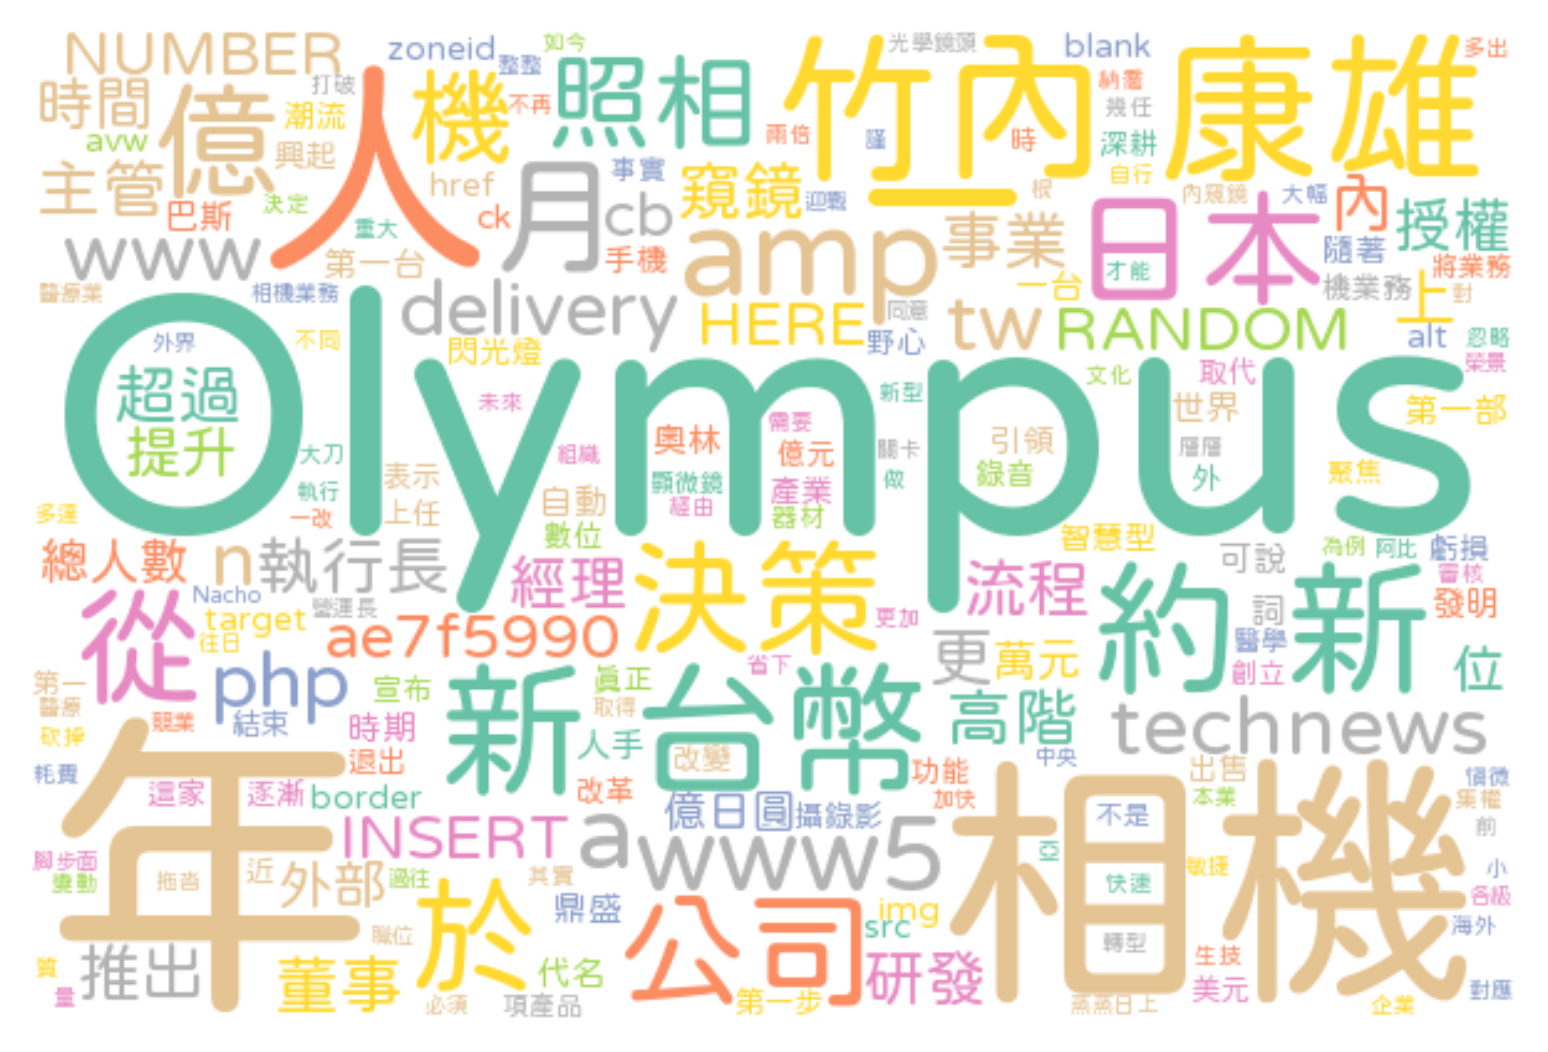 NUMBER zoneid 如今 整整 照相 竹內康雄 光學鏡頭 blank 多出
時間 億 打破 潮流 人 機 不再 兩倍 謹 時 納喬 幾任 深耕
avw 興起 href 事實 窺鏡 迎戰 一 根 自行 內窺鏡 大幅 內 授權
主管 巴斯 決定 重大 ck 月 cb 手機 amp 事業 日本 才能 隨著 將業務
www 第一台 delivery HERE 同意 野心 tw 一台 RANDOM 機業務 上 對
醫療業 相機業務 外界 不同 閃光燈 alt 忽略 榮景
Olympus
超過 提升 未來 新型 文化 取代 世界 第一部
大刀 執行 一改 表示 上任 組織 自動 數位 奧林 顯微鏡 經由 需要 億元 產業 器材 關卡 做 引領 錄音 層層 外 聚焦
多達 總人數 n 執行長 經理 決策 流程 智慧型 可說 為例 阿比 虧損 審核
從 Nacho target 營運長 往日 ae7f5990 更加 約 新 詞 醫學 創立 發明
第一 醫療 php 宣布 新台幣 真正 取得 省下 更 萬元 高階 位
砍掉 競業 結束 時期 人手 改變 technews
耗費 年 退出 改革 功能 加快 中央 相機 出售 本業 慎微 集權
這家 逐漸 border 億日圓 攝錄影 不是 前
腳步面 變動 INSERT a www5 亞 敏捷 小
拖沓 近 外部 過往 其實 快速 各級
於 鼎盛 公司 img src 轉型 海外
職位 生技
質 量 推出 董事 代名 研發 美元 對應
必須 項產品 第一步 蒸蒸日上 企業